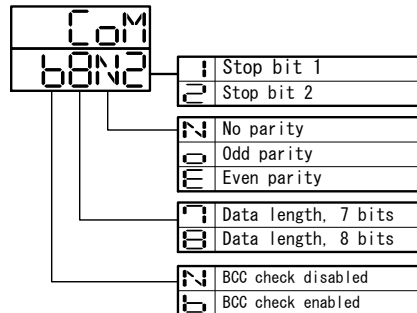 CoM
b8N2
1 Stop bit 1
2 Stop bit 2
N No parity
o Odd parity
E Even parity
7 Data length, 7 bits
8 Data length, 8 bits
N BCC check disabled
b BCC check enabled